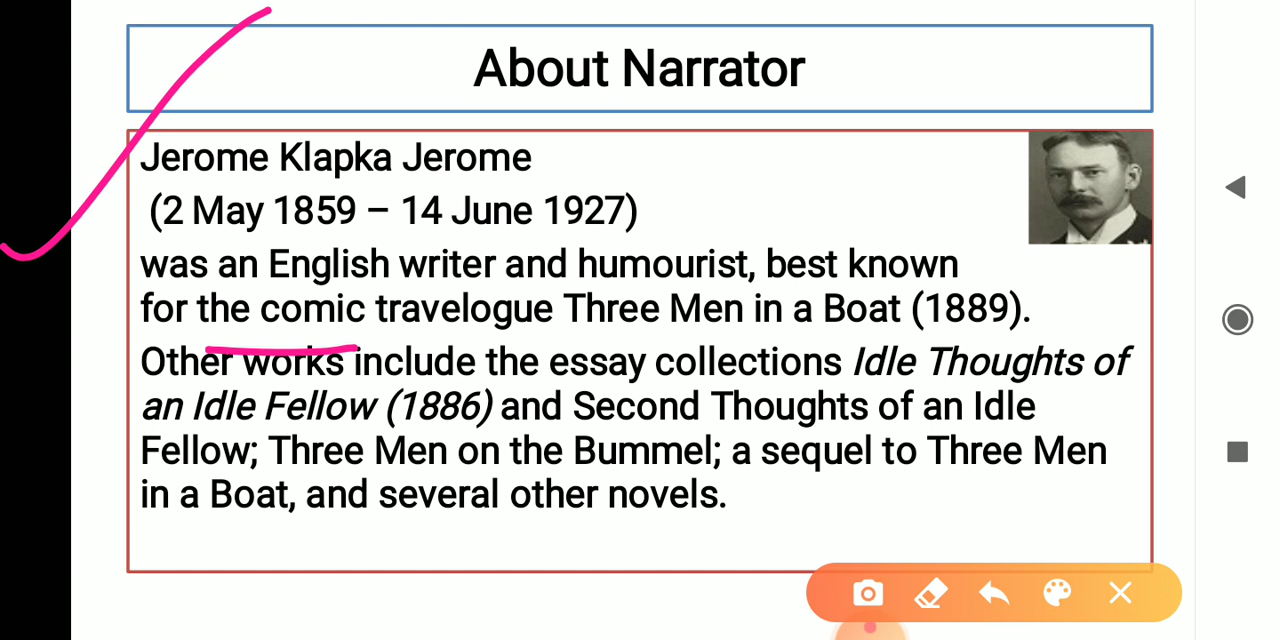 About Narrator
Jerome Klapka Jerome
(2 May 1859 – 14 June 1927)
was an English writer and humourist, best known
for the comic travelogue Three Men in a Boat (1889).
Other works include the essay collections Idle Thoughts of
an Idle Fellow (1886) and Second Thoughts of an Idle
Fellow; Three Men on the Bummel; a sequel to Three Men
in a Boat, and several other novels.